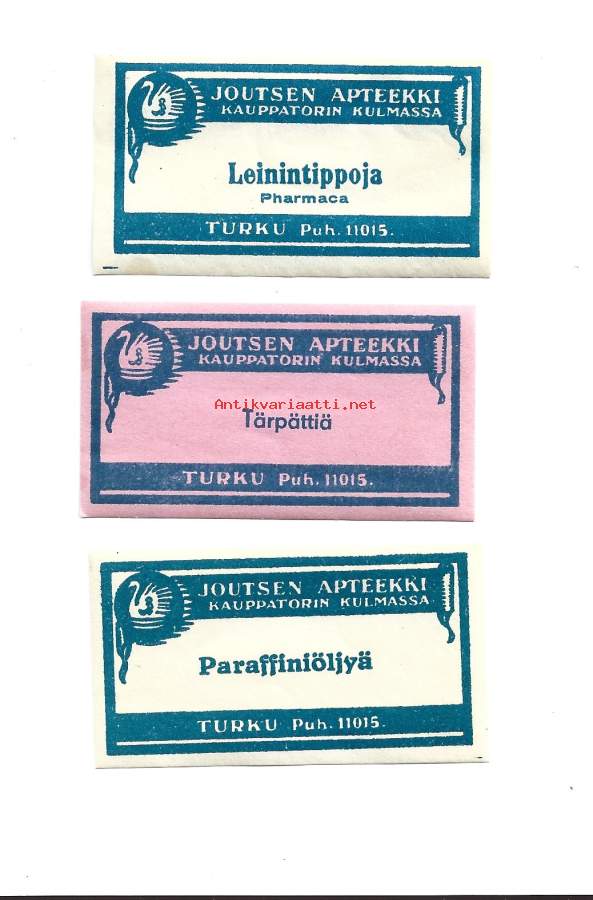 JOUTSEN APTEEKKI
KAUPPATORIN KULMASSA
Leinintippoja
Pharmaca
TURKU Puh. 11015.
JOUTSEN APTEEKKI
KAUPPATORIN KULMASSA
Antikvariaatti.net
Tärpättiä
TURKU Puh. 11015.
JOUTSEN APTEEKKI
KAUPPATORIN KULMASSA
Paraffiniöljyä
TURKU Puh. 11015.